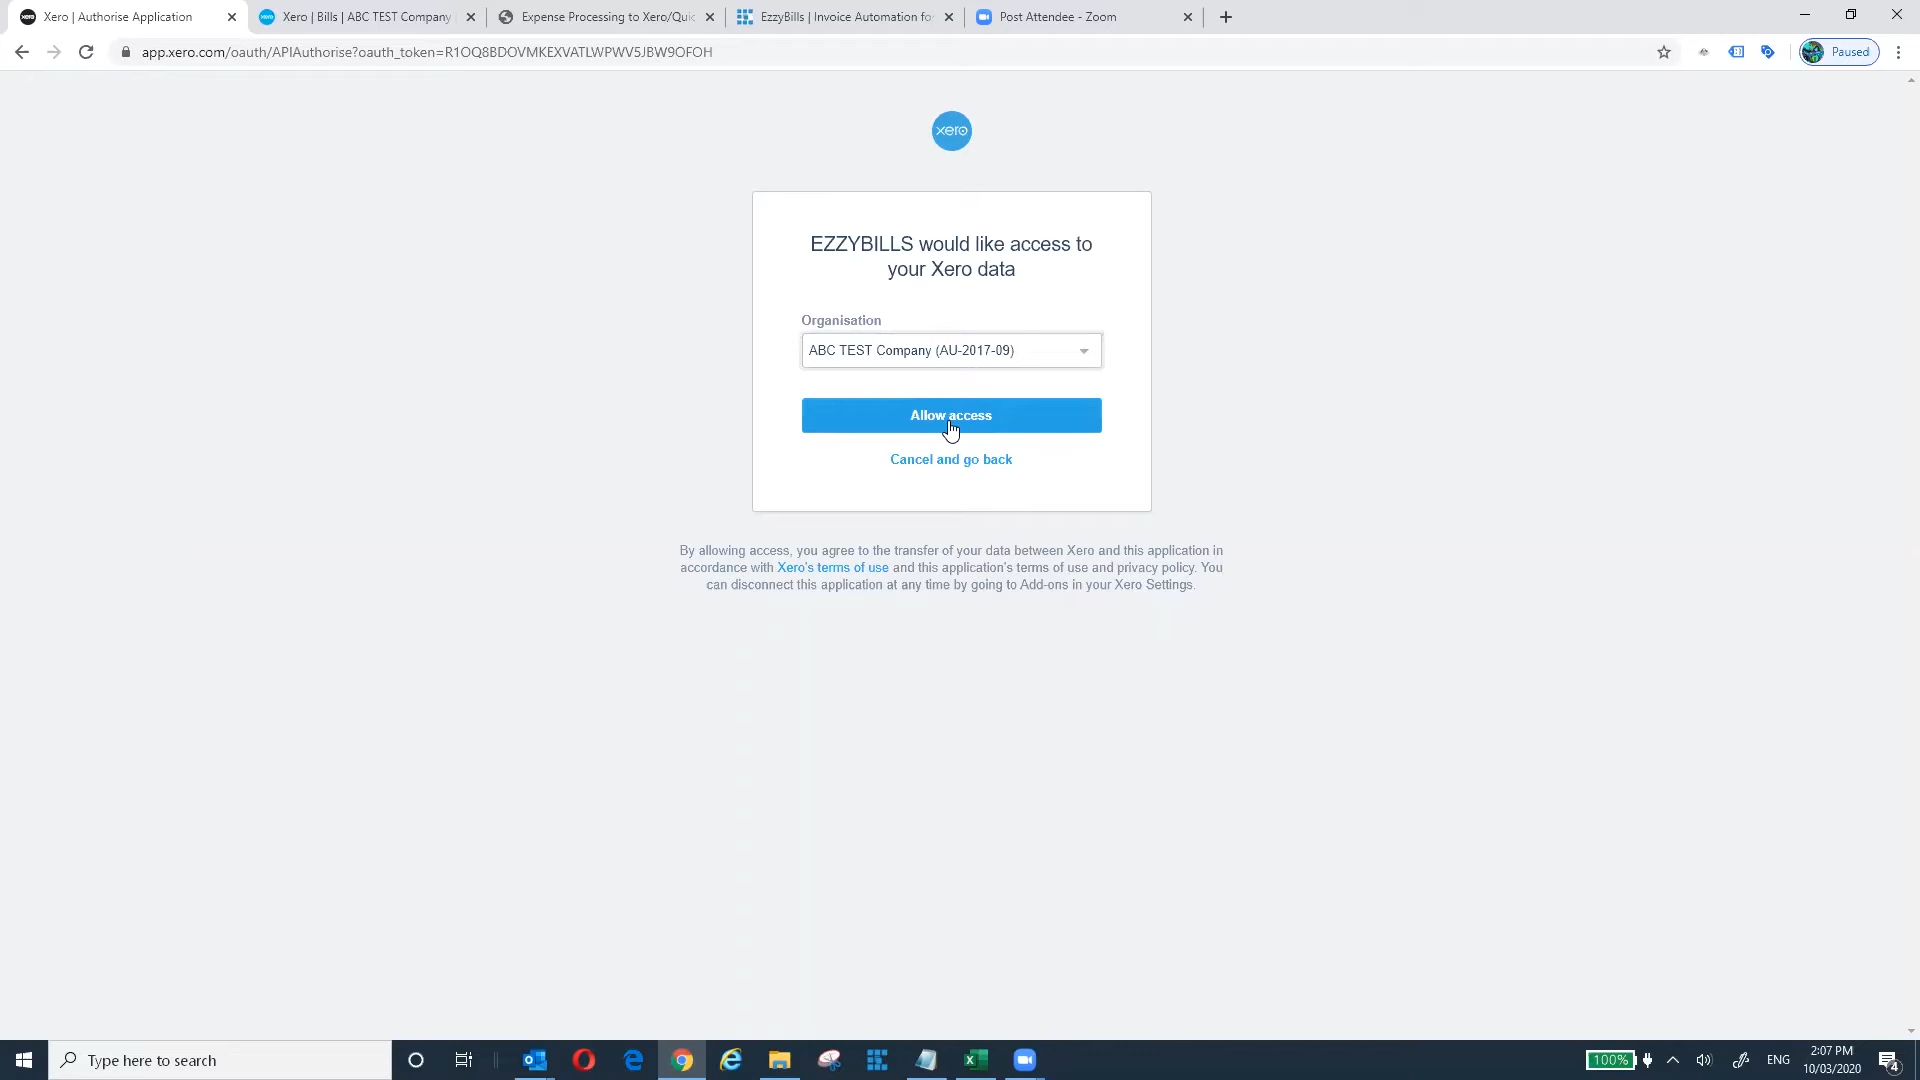 Xero | Authorise Application
Xero | Bills | ABC TEST Company
Expense Processing to Xero/Quic
EzzyBills | Invoice Automation fo
Post Attendee - Zoom
app.xero.com/oauth/APIAuthorise?oauth_token=R1OQ8BDOVMKEXVATLWPWV5JBW9OFOH
Paused
xero
EZZYBILLS would like access to
your Xero data
Organisation
ABC TEST Company (AU-2017-09)
Allow access
Cancel and go back
By allowing access, you agree to the transfer of your data between Xero and this application in
accordance with Xero's terms of use and this application's terms of use and privacy policy. You
can disconnect this application at any time by going to Add-ons in your Xero Settings.
Type here to search
100%
ENG
2:07 PM
10/03/2020
4